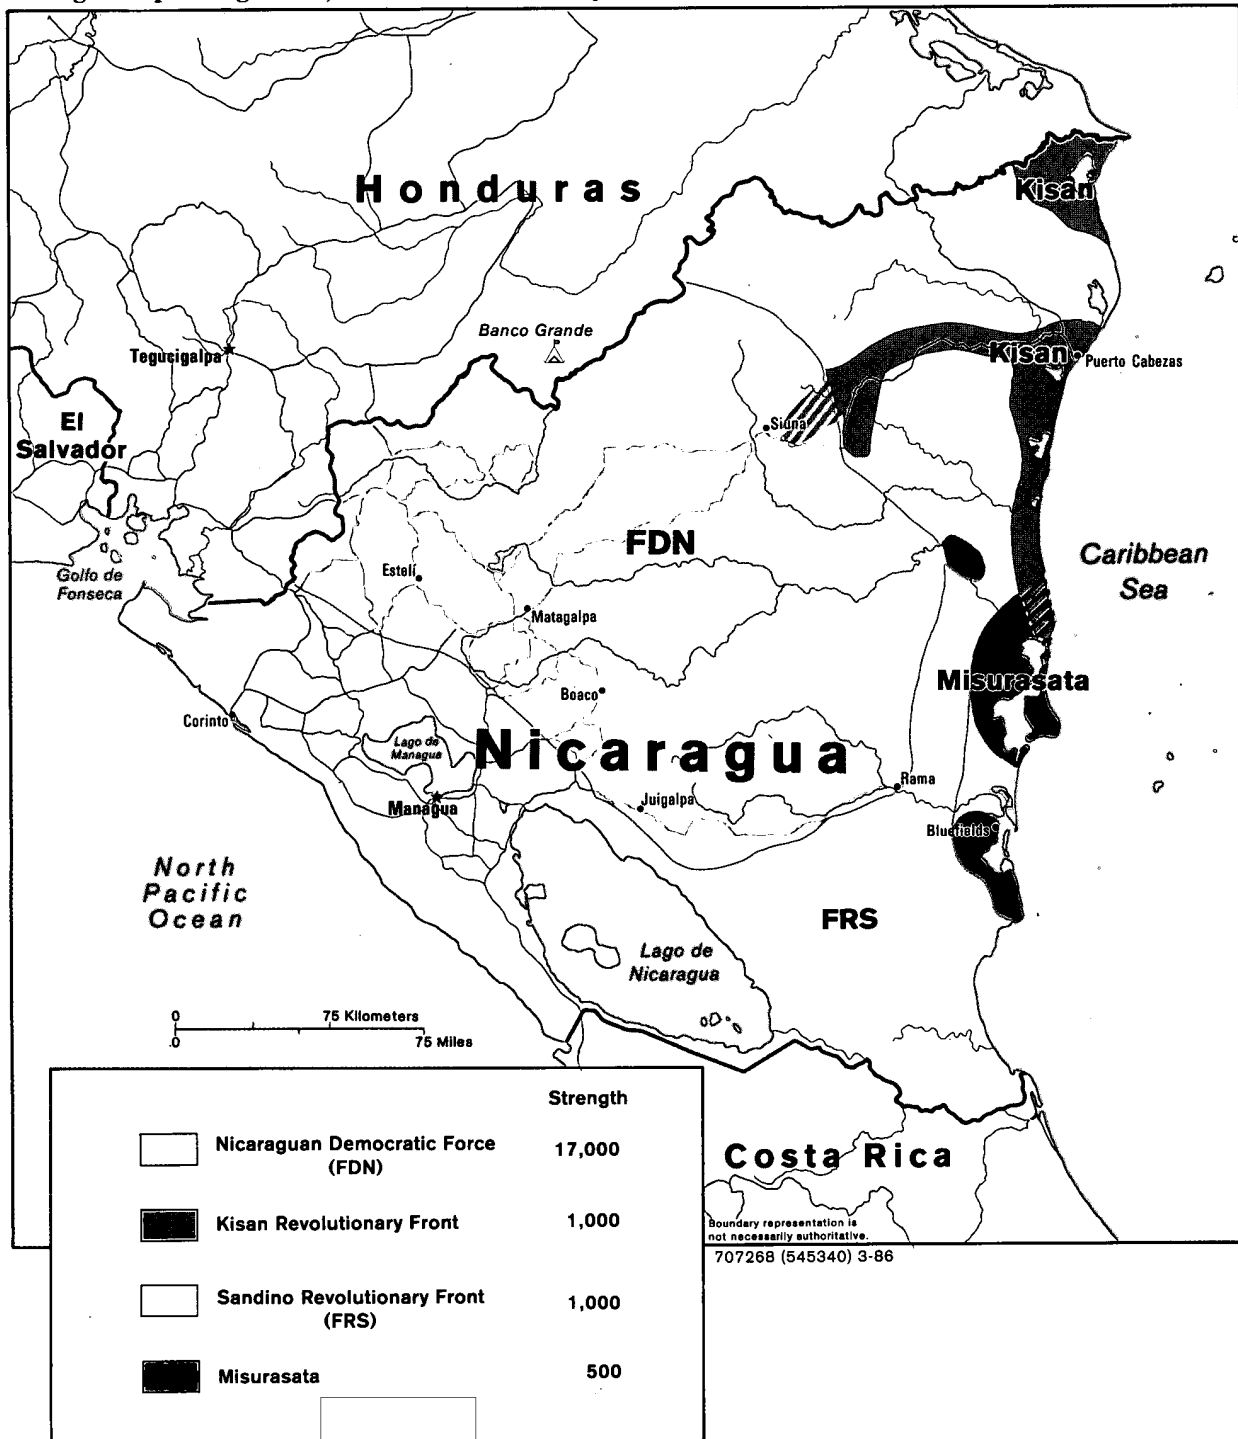 Honduras
Kisan
Banco Grande
Tegucigalpa
Kisan
Puerto Cabezas
El
Salvador
Siuna
FDN
Caribbean
Sea
Golfo de
Fonseca
Estelí
Matagalpa
Misurasata
Boaco
Corinto
Lago de
Managua
Nicaragua
Rama
Juigalpa
Managua
Bluefields
North
Pacific
Ocean
FRS
Lago de
Nicaragua
0 75 Kilometers
0 75 Miles
Strength
Nicaraguan Democratic Force 17,000
(FDN)
Kisan Revolutionary Front 1,000
Sandino Revolutionary Front 1,000
(FRS)
Misurasata 500
Costa Rica
Boundary representation is
not necessarily authoritative.
707268 (545340) 3-86